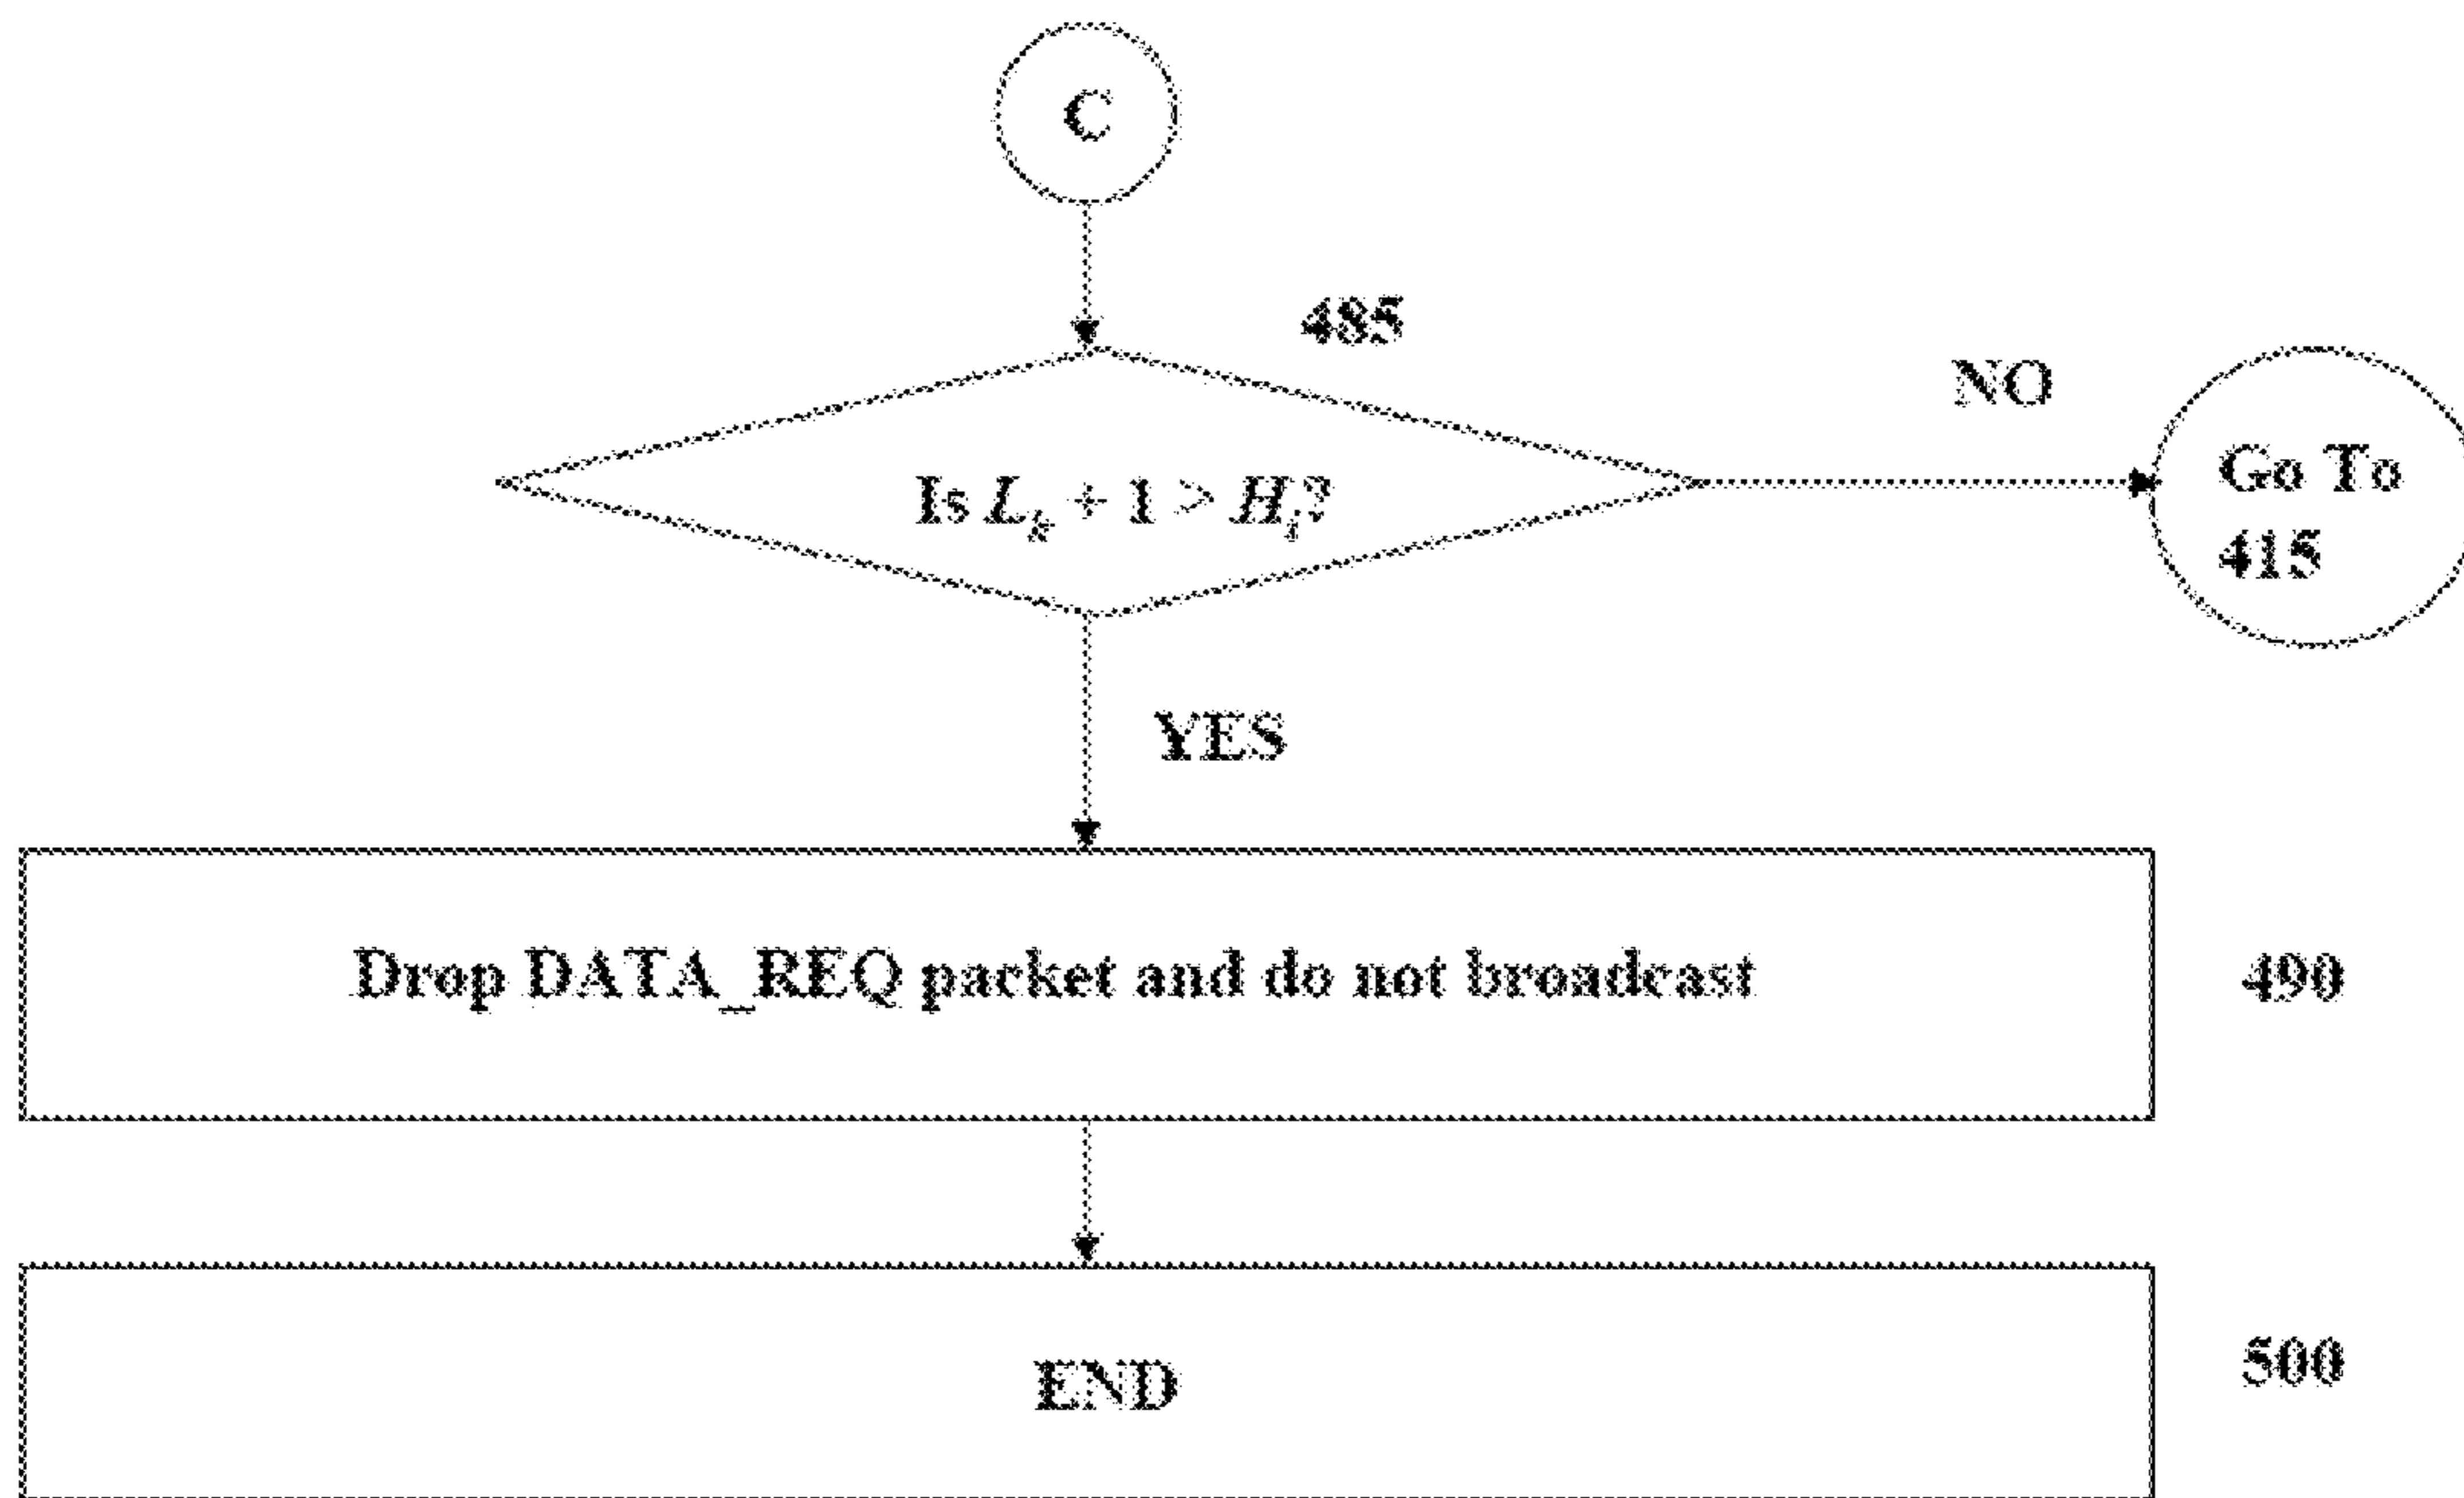 C
485
NO
Is L_k + 1 > H_i?
Go To
415
YES
Drop DATA_REQ packet and do not broadcast
490
END
500